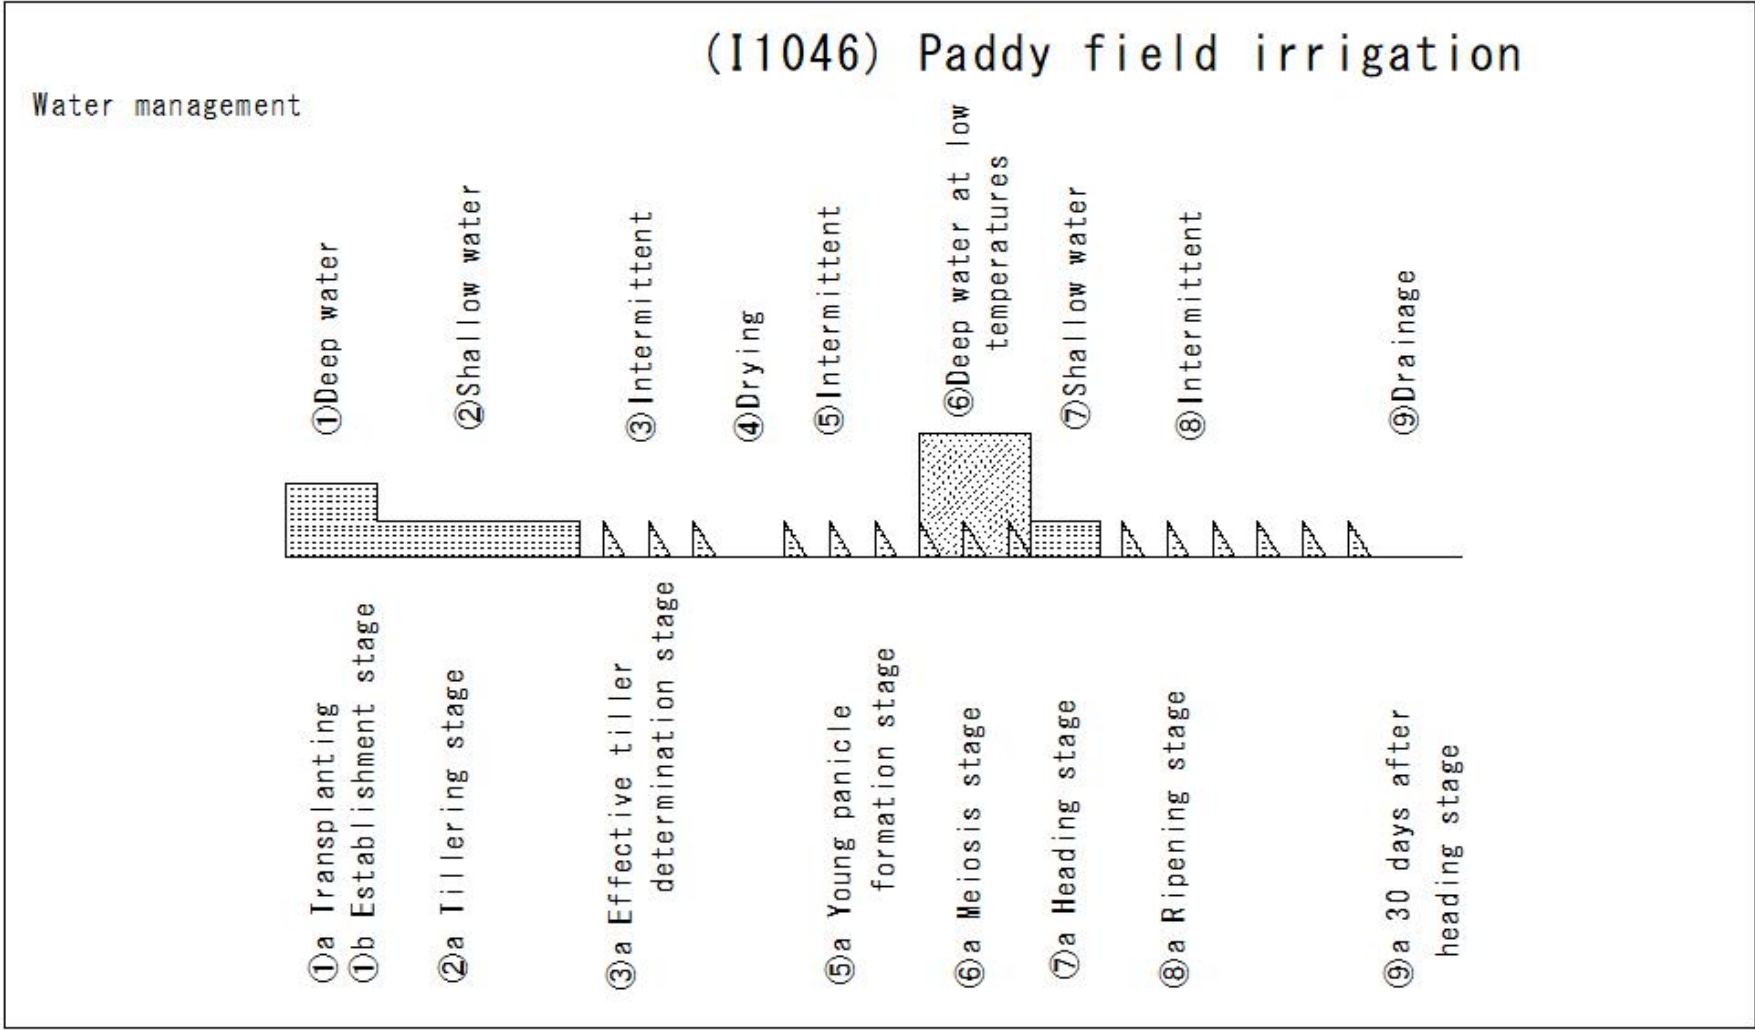 (I1046) Paddy field irrigation
Water management
①Deep water
②Shallow water
③Intermittent
④Drying
⑤Intermittent
⑥Deep water at low
temperatures
⑦Shallow water
⑧Intermittent
⑨Drainage
①a Transplanting
①b Establishment stage
②a Tillering stage
③a Effective tiller
determination stage
⑤a Young panicle
formation stage
⑥a Meiosis stage
⑦a Heading stage
⑧a Ripening stage
⑨a 30 days after
heading stage